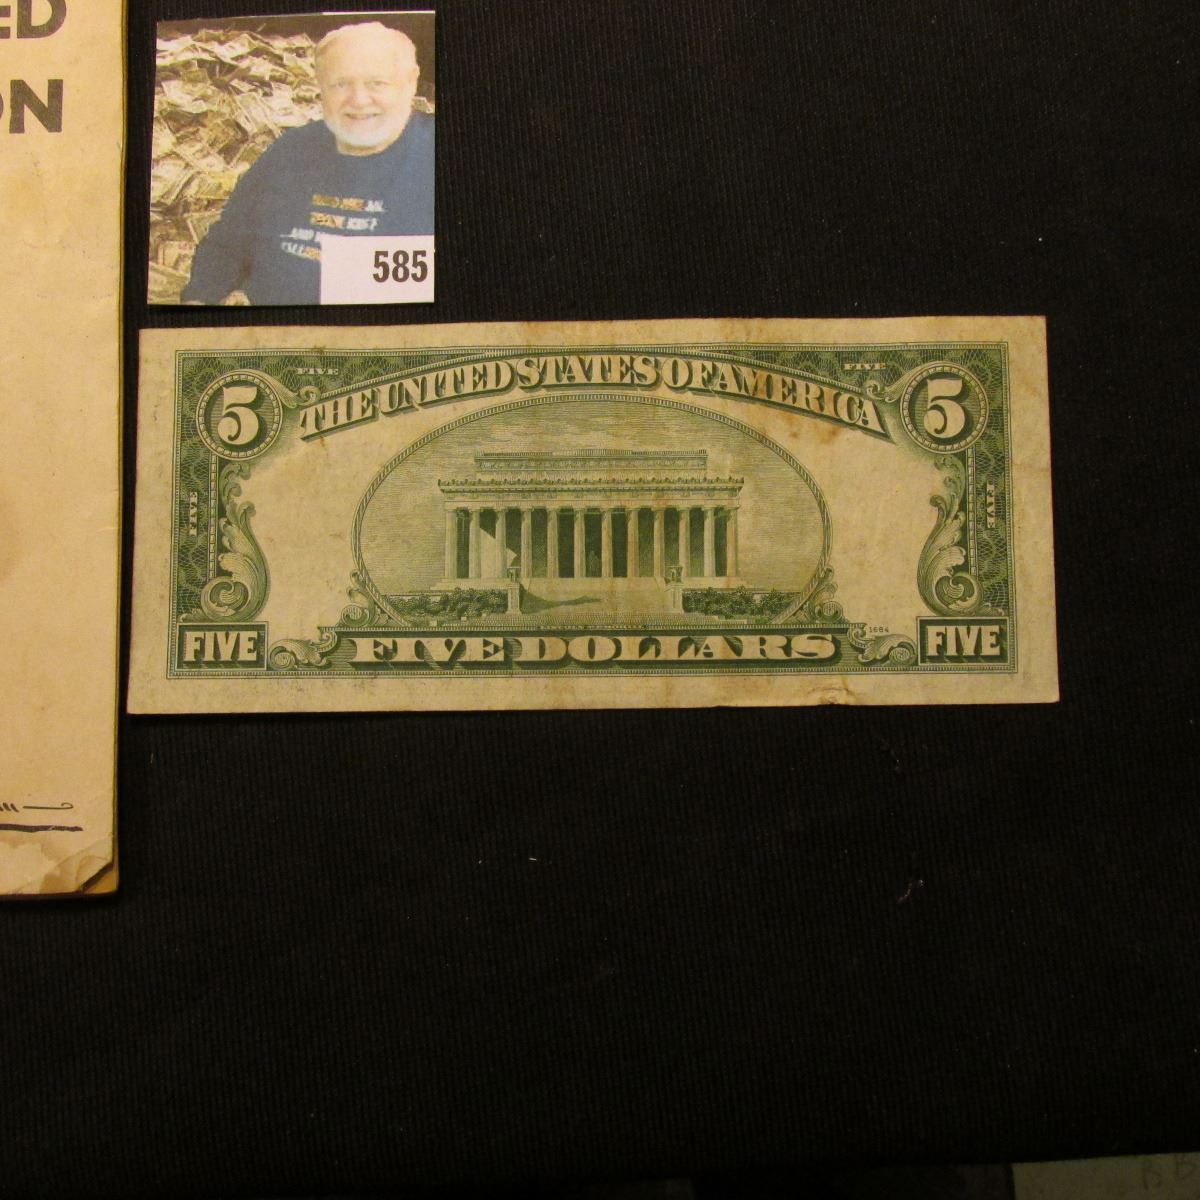 ED
ON
585
FIVE
FIVE
THE UNITED STATES OF AMERICA
5
5
FIVE
FIVE
1684
FIVE
FIVE DOLLARS
FIVE